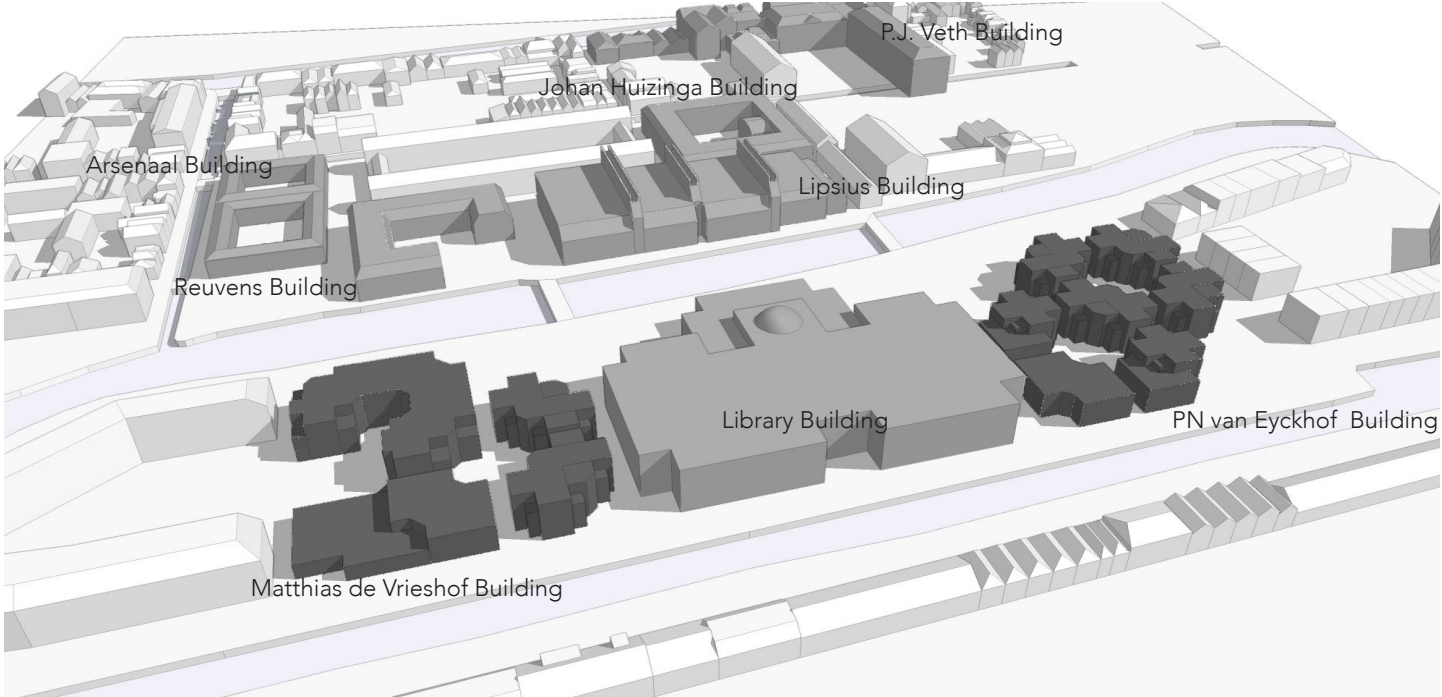 P.J. Veth Building
Johan Huizinga Building
Arsenaal Building
Lipsius Building
Reuvens Building
Library Building
PN van Eyckhof Building
Matthias de Vrieshof Building